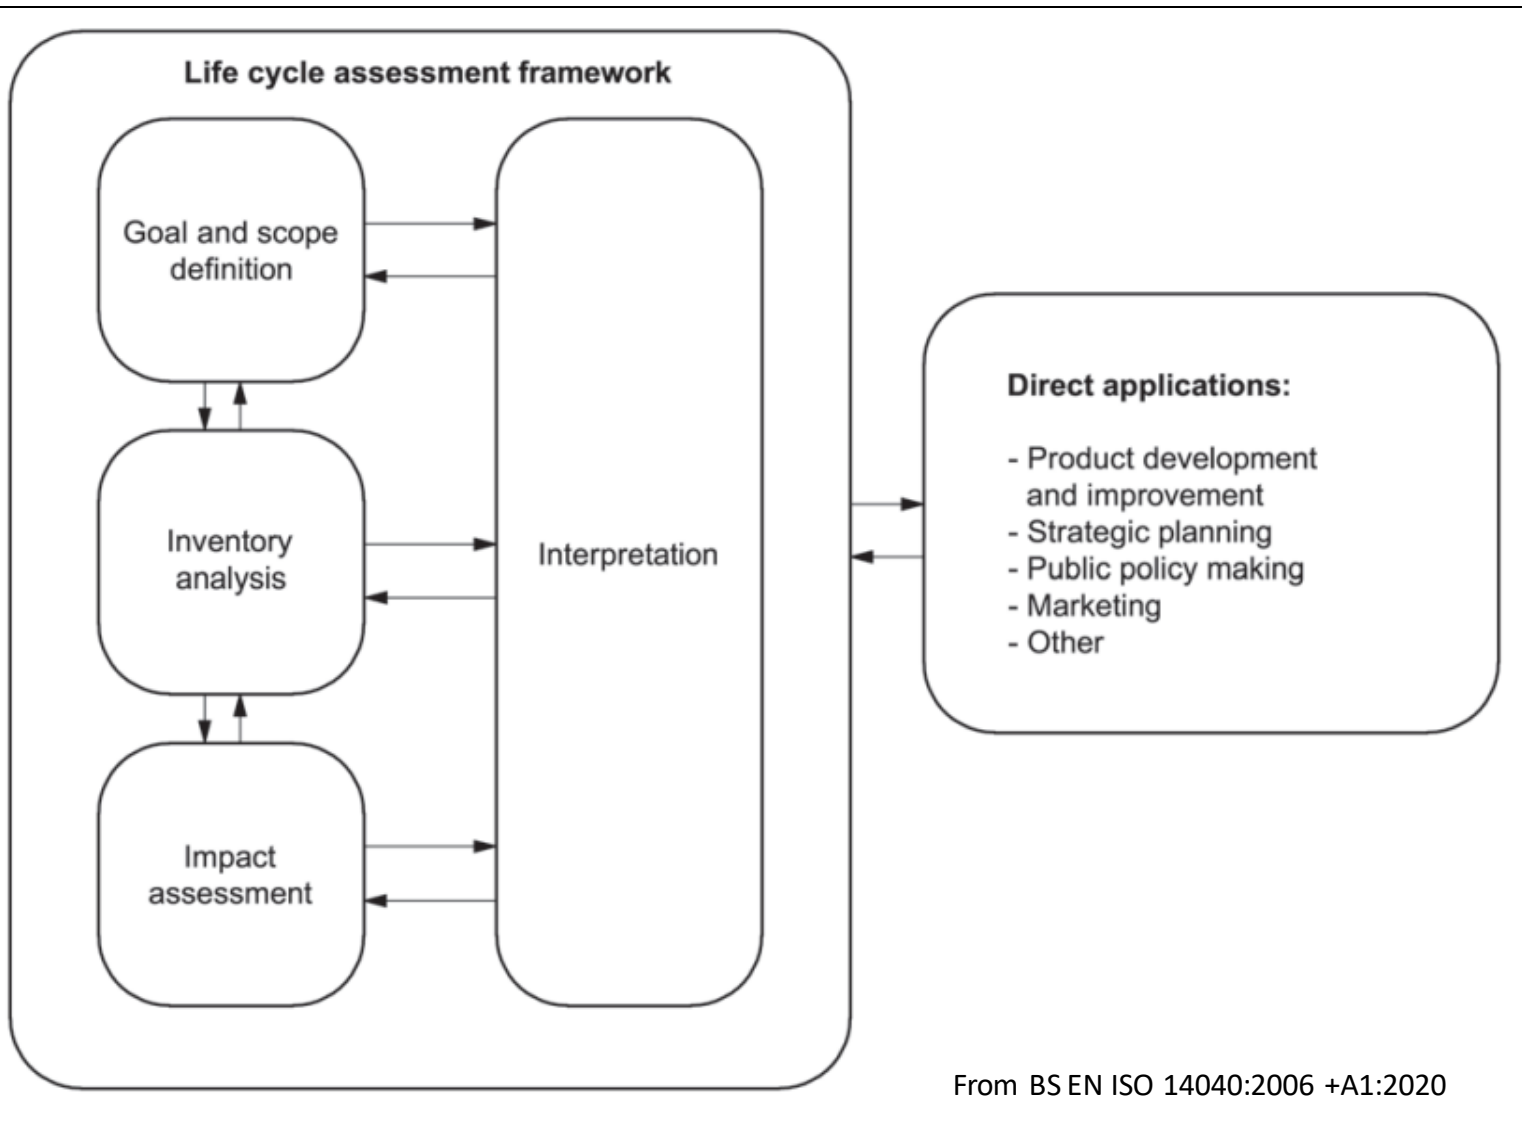 Life cycle assessment framework
Goal and scope
definition
Inventory
analysis
Impact
assessment
Interpretation
Direct applications:
- Product development
and improvement
- Strategic planning
- Public policy making
- Marketing
- Other
From BS EN ISO 14040:2006 +A1:2020